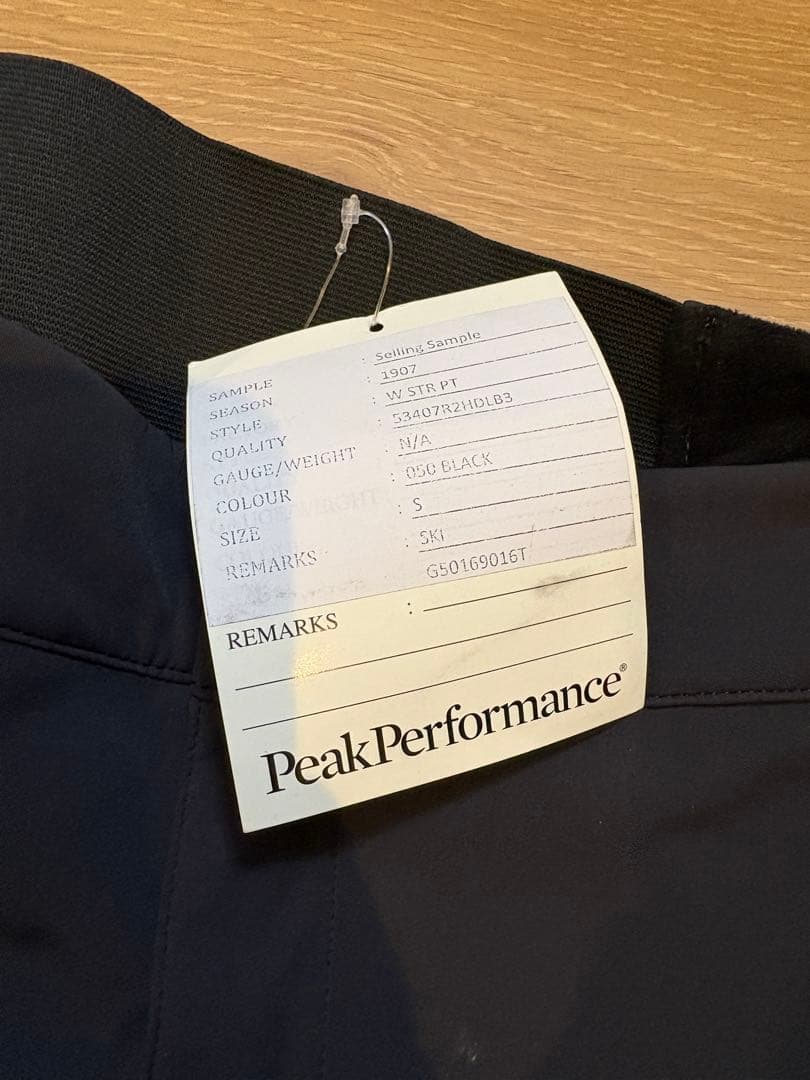 SAMPLE : Selling Sample
SEASON : 1907
STYLE : W STR PT
QUALITY : 53407R2HDLB3
GAUGE/WEIGHT N/A
COLOUR : 050 BLACK
SIZE : S
REMARKS : SKI
G50169016T
REMARKS :
PeakPerformance®